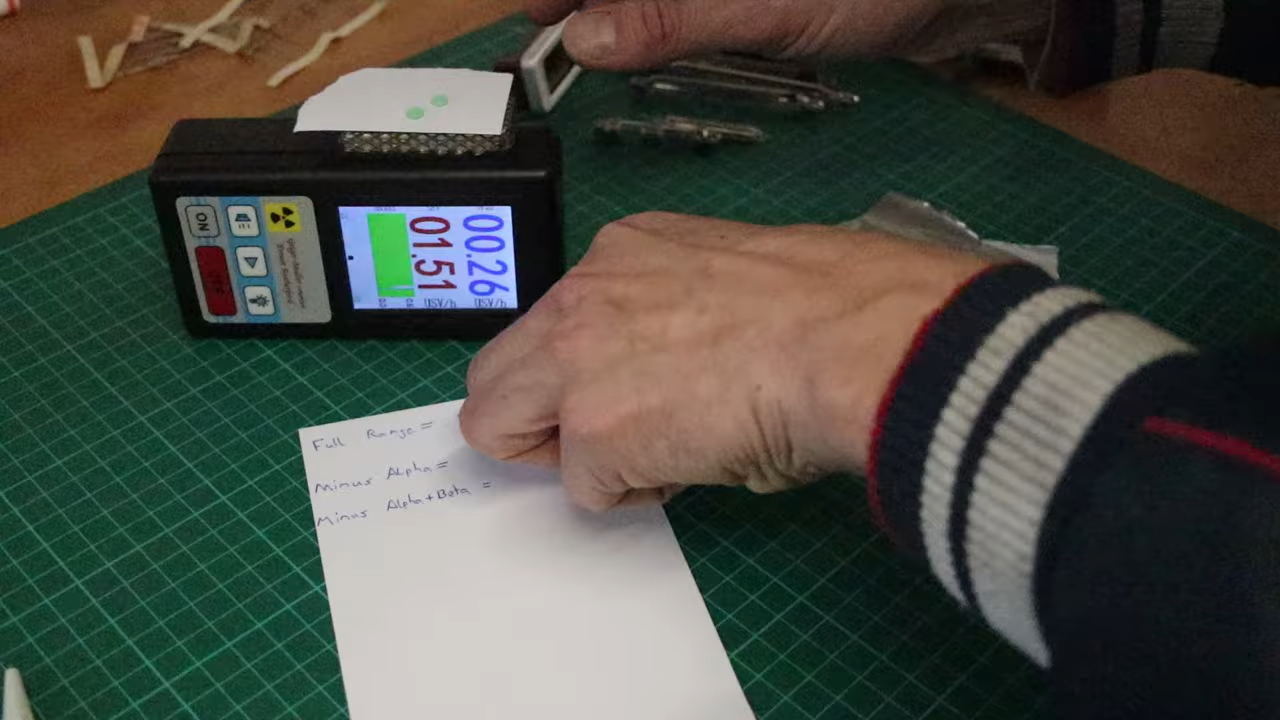 ON
00.26
uSv/h
01.51
uSv/h
Full Range =
Minus Alpha =
Minus Alpha + Beta =